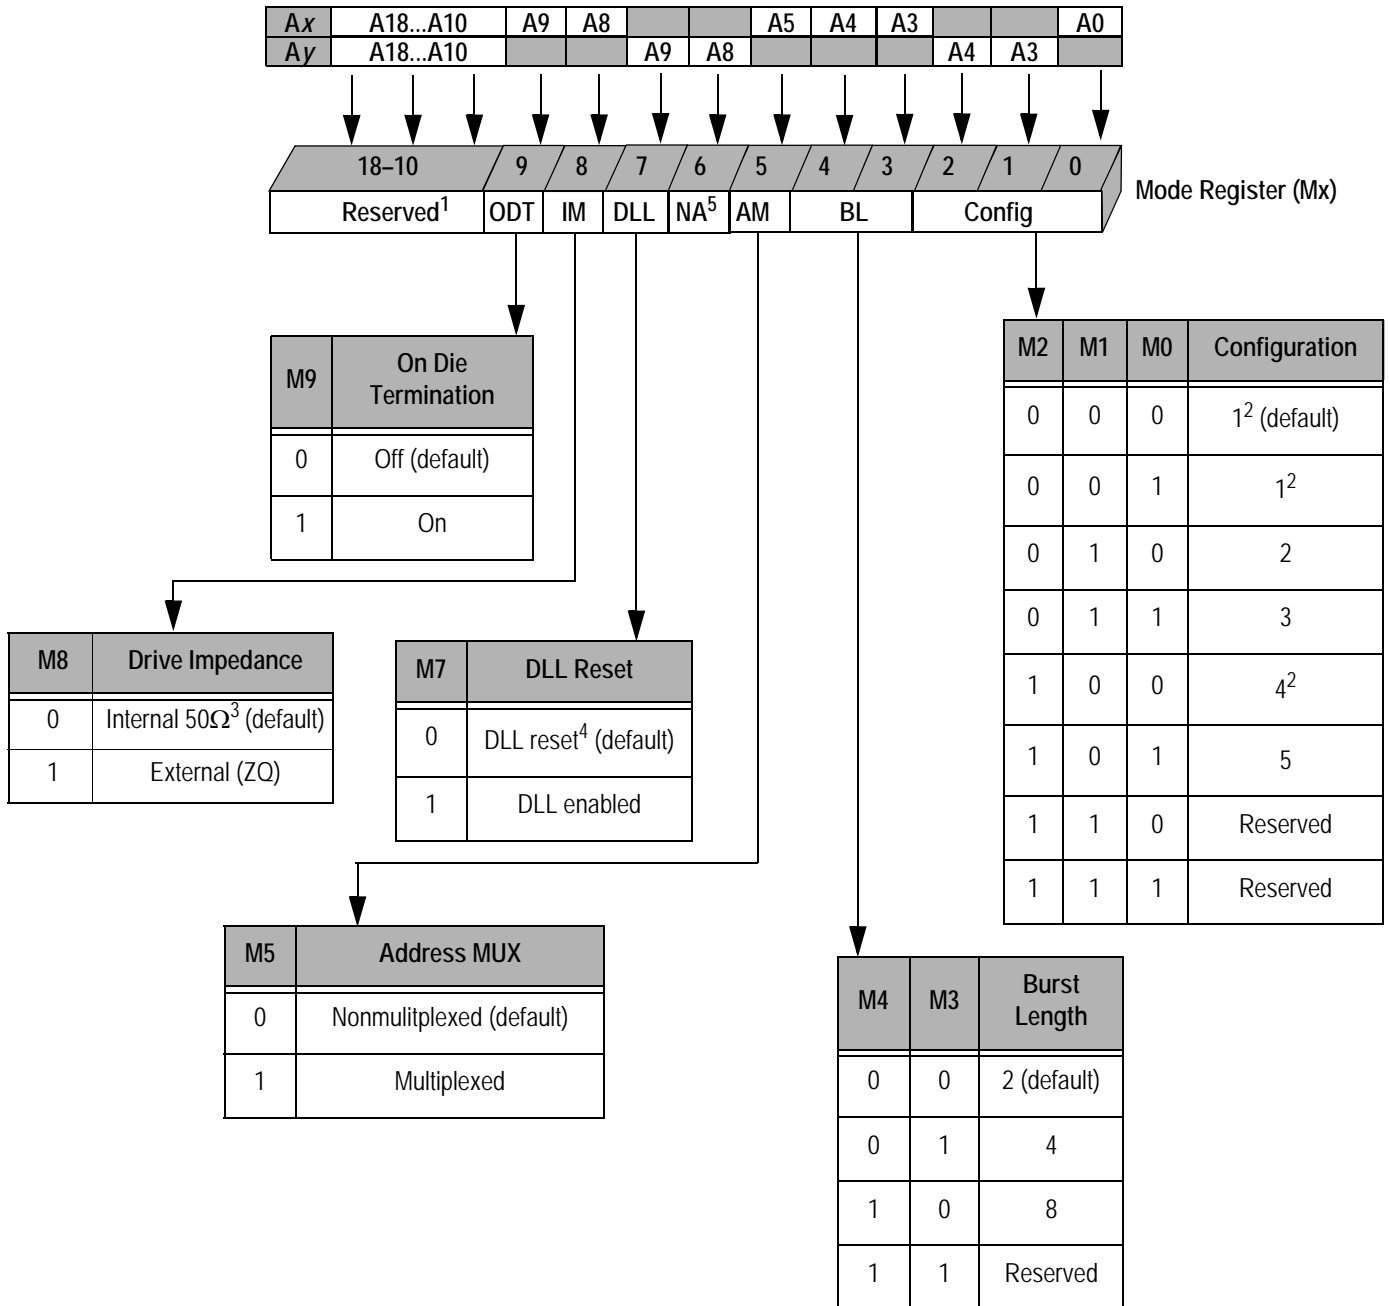 Ax A18...A10 A9 A8 A5 A4 A3 A0
Ay A18...A10 A9 A8 A4 A3
18–10 9 8 7 6 5 4 3 2 1 0
Mode Register (Mx)
Reserved1 ODT IM DLL NA5 AM BL Config
M9 On Die Termination
0 Off (default)
1 On
M2 M1 M0 Configuration
0 0 0 1² (default)
0 0 1 1²
0 1 0 2
0 1 1 3
1 0 0 4²
1 0 1 5
1 1 0 Reserved
1 1 1 Reserved
M8 Drive Impedance
0 Internal 50Ω³ (default)
1 External (ZQ)
M7 DLL Reset
0 DLL reset⁴ (default)
1 DLL enabled
M5 Address MUX
0 Nonmulitplexed (default)
1 Multiplexed
M4 M3 Burst Length
0 0 2 (default)
0 1 4
1 0 8
1 1 Reserved